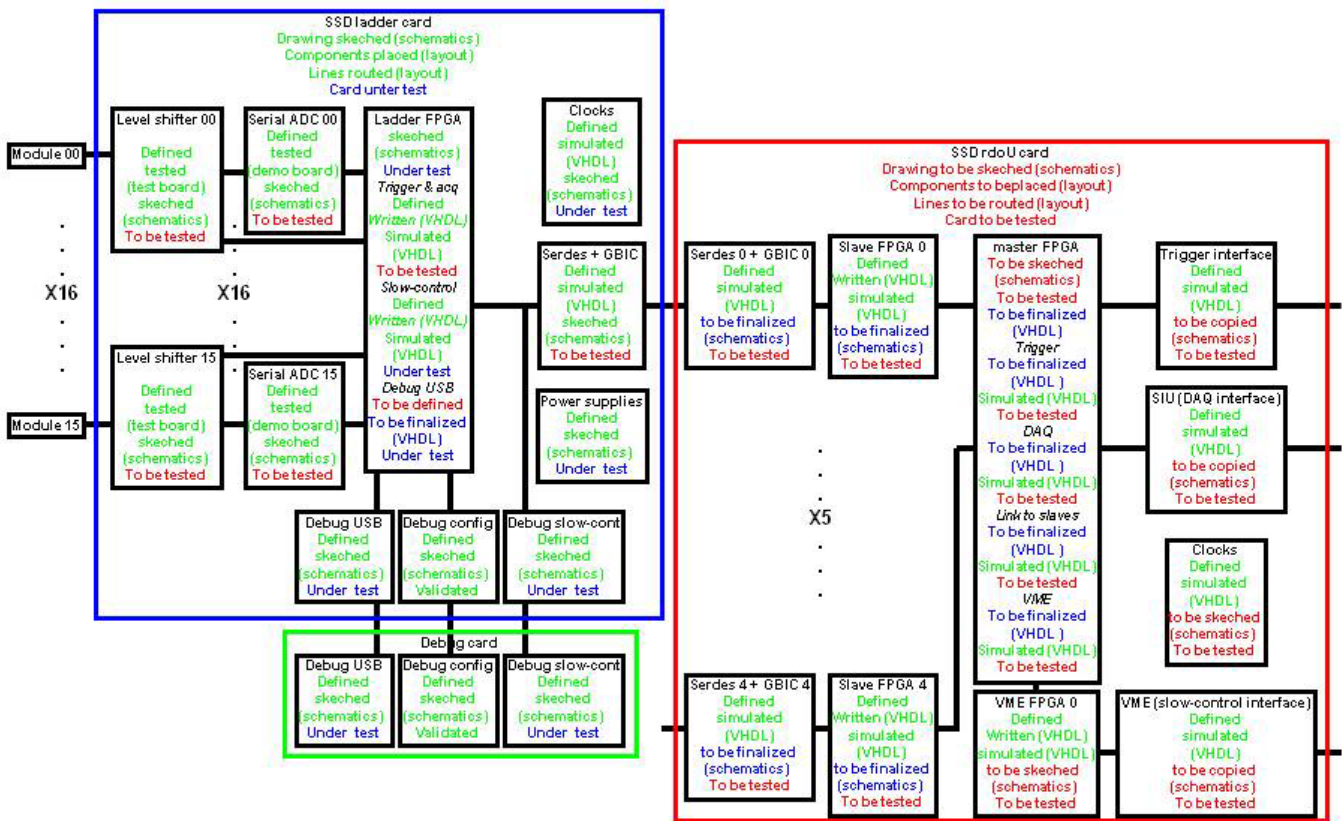 SSD ladder card
Drawing skeched (schematics)
Components placed (layout)
Lines routed (layout)
Card unter test
Module 00
.
.
.
X16
.
.
.
Module 15
Level shifter 00
Defined
tested
(test board)
skeched
(schematics)
To be tested
Serial ADC 00
Defined
tested
(demo board)
skeched
(schematics)
To be tested
.
.
X16
.
.
.
Level shifter 15
Defined
tested
(test board)
skeched
(schematics)
To be tested
Serial ADC 15
Defined
tested
(demo board)
skeched
(schematics)
To be tested
Ladder FPGA
skeched
(schematics)
Under test
Trigger & acq
Defined
Written (VHDL)
Simulated
(VHDL)
To be tested
Slow-control
Defined
Written (VHDL)
Simulated
(VHDL)
Under test
Debug USB
To be defined
To be finalized
(VHDL)
Under test
Clocks
Defined
simulated
(VHDL)
skeched
(schematics)
Under test
Serdes + GBIC
Defined
simulated
(VHDL)
skeched
(schematics)
To be tested
Power supplies
Defined
skeched
(schematics)
Under test
Debug USB
Defined
skeched
(schematics)
Under test
Debug config
Defined
skeched
(schematics)
Validated
Debug slow-cont
Defined
skeched
(schematics)
Under test
Debug card
Debug USB
Defined
skeched
(schematics)
Under test
Debug config
Defined
skeched
(schematics)
Validated
Debug slow-cont
Defined
skeched
(schematics)
Under test
SSD rdoU card
Drawing to be skeched (schematics)
Components to beplaced (layout)
Lines to be routed (layout)
Card to be tested
Serdes 0 + GBIC 0
Defined
simulated
(VHDL)
to be finalized
(schematics)
To be tested
Slave FPGA 0
Defined
Written (VHDL)
simulated
(VHDL)
to be finalized
(schematics)
To be tested
.
.
.
X5
.
.
.
Serdes 4 + GBIC 4
Defined
simulated
(VHDL)
to be finalized
(schematics)
To be tested
Slave FPGA 4
Defined
Written (VHDL)
simulated
(VHDL)
to be finalized
(schematics)
To be tested
master FPGA
To be skeched
(schematics)
To be tested
To be finalized
(VHDL)
Trigger
To be finalized
(VHDL )
Simulated (VHDL)
To be tested
DAQ
To be finalized
(VHDL )
Simulated (VHDL)
To be tested
Link to slaves
To be finalized
(VHDL )
Simulated (VHDL)
To be tested
VME
To be finalized
(VHDL )
Simulated (VHDL)
To be tested
VME FPGA 0
Defined
Written (VHDL)
simulated (VHDL)
to be skeched
(schematics)
To be tested
Trigger interface
Defined
simulated
(VHDL)
to be copied
(schematics)
To be tested
SIU (DAQ interface)
Defined
simulated
(VHDL)
to be copied
(schematics)
To be tested
Clocks
Defined
simulated
(VHDL)
to be skeched
(schematics)
To be tested
VME (slow-control interface)
Defined
simulated
(VHDL)
to be copied
(schematics)
To be tested